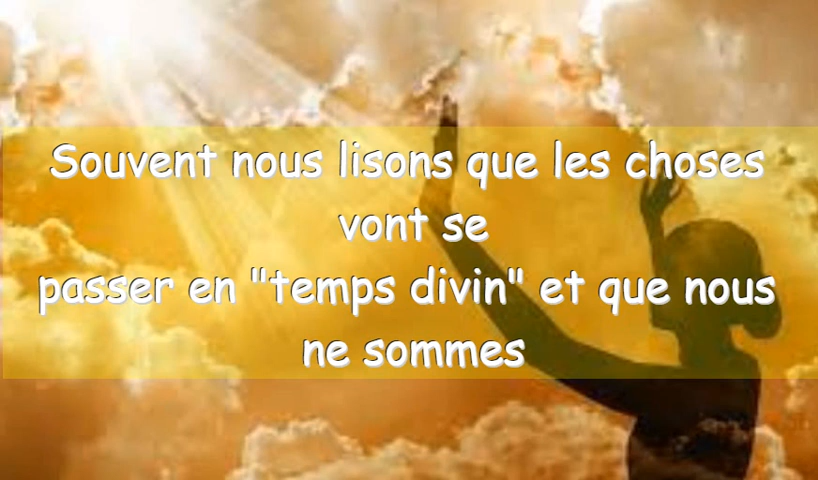 Souvent nous lisons que les choses
vont se
passer en "temps divin" et que nous
ne sommes